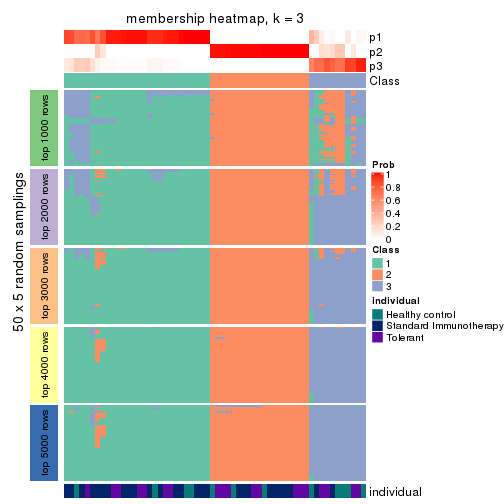 membership heatmap, k = 3
p1
p2
p3
Class
50 x 5 random samplings
top 1000 rows
top 2000 rows
top 3000 rows
top 4000 rows
top 5000 rows
Prob
1
0.8
0.6
0.4
0.2
0
Class
1
2
3
individual
Healthy control
Standard Immunotherapy
Tolerant
individual